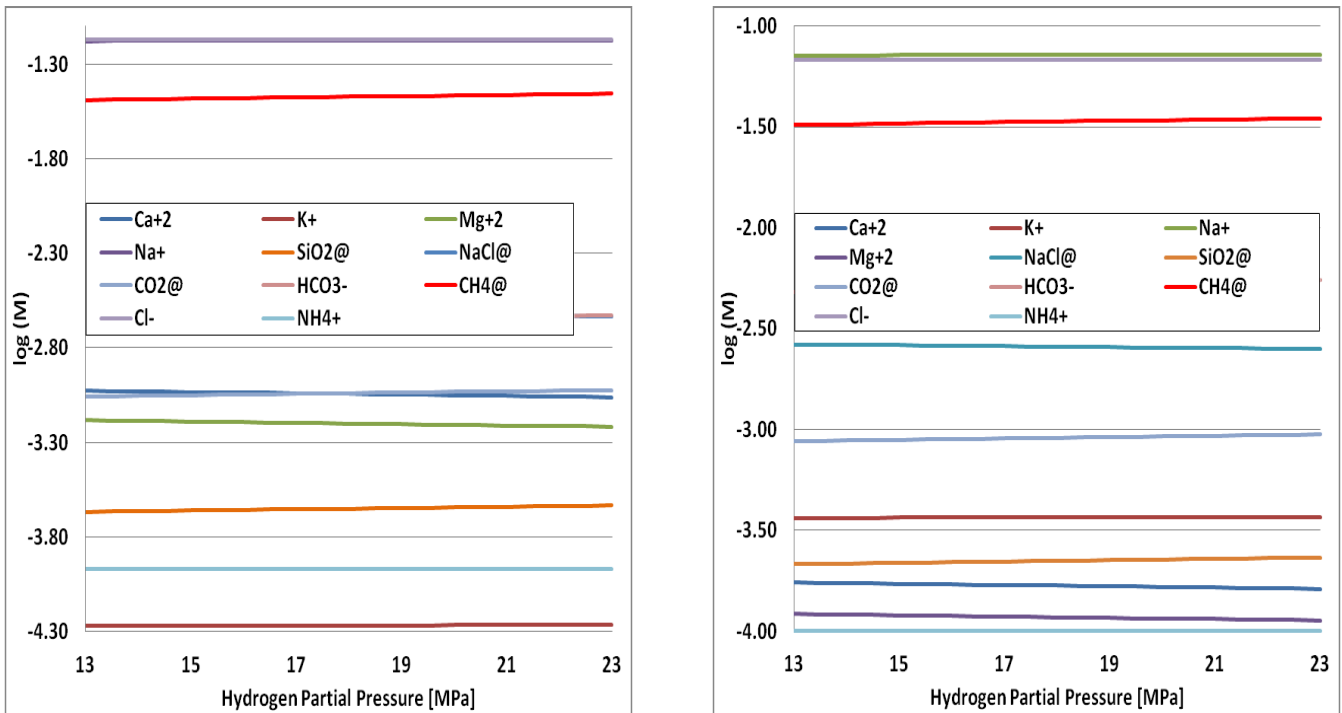 -1.30
-1.80
-2.30
-2.80
-3.30
-3.80
-4.30
log (M)
Ca+2 K+ Mg+2
Na+ SiO2@ NaCl@
CO2@ HCO3- CH4@
Cl- NH4+
13 15 17 19 21 23
Hydrogen Partial Pressure [MPa]
-1.00
-1.50
-2.00
-2.50
-3.00
-3.50
-4.00
log (M)
Ca+2 K+ Na+
Mg+2 NaCl@ SiO2@
CO2@ HCO3- CH4@
Cl- NH4+
13 15 17 19 21 23
Hydrogen Partial Pressure [MPa]